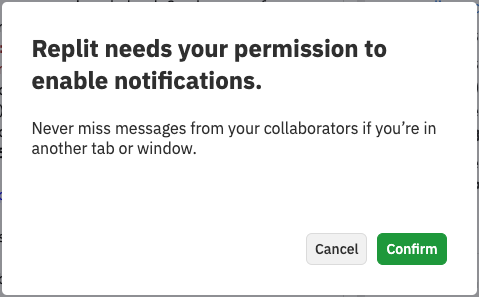 Replit needs your permission to
enable notifications.
Never miss messages from your collaborators if you’re in
another tab or window.
Cancel
Confirm